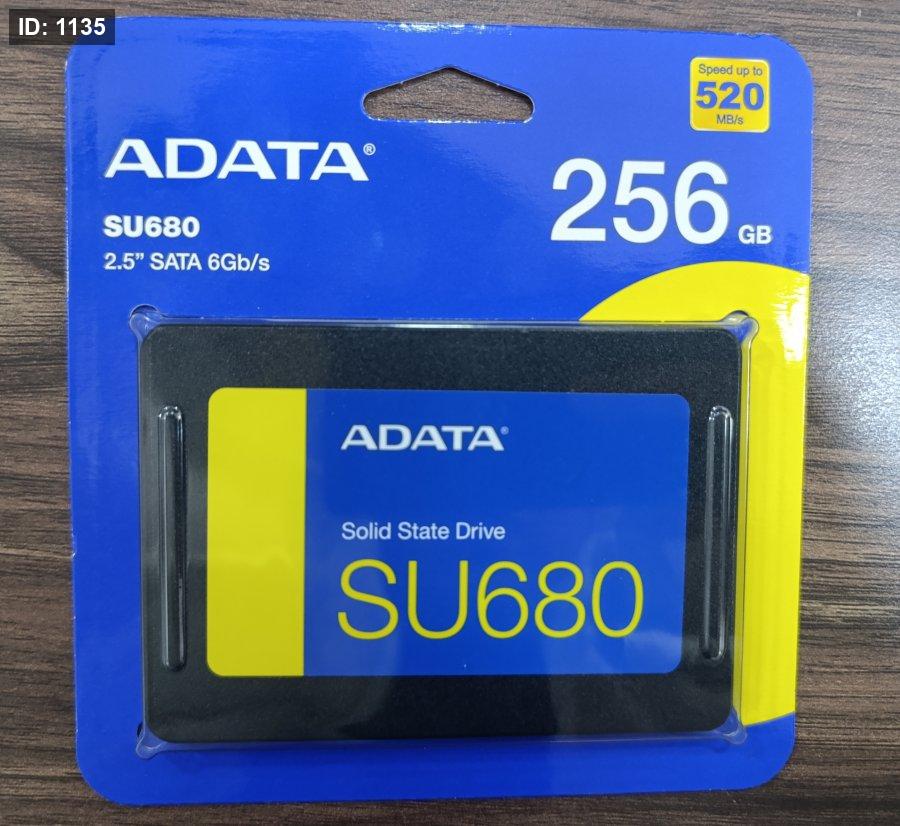 ID: 1135
Speed up to
520
MB/s
ADATA®
SU680
2.5” SATA 6Gb/s
256 GB
ADATA®
Solid State Drive
SU680